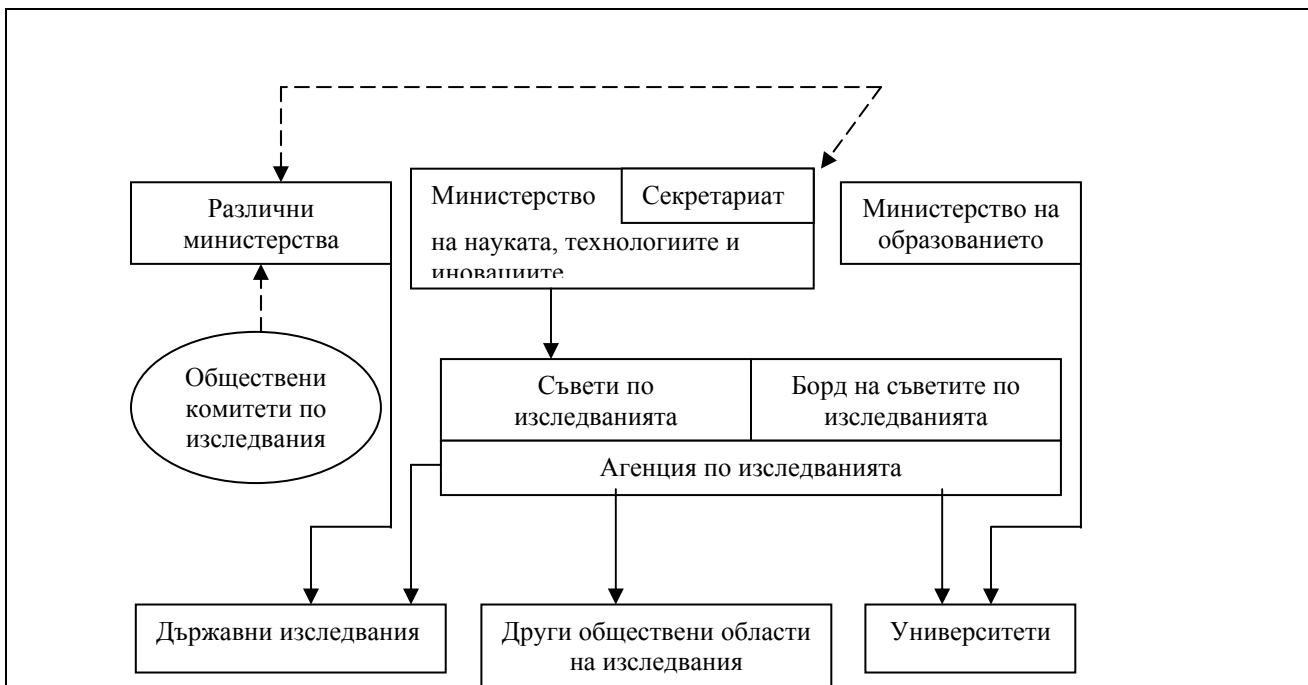 Различни
министерства
Министерство
Секретариат
на науката, технологиите и
иновациите
Министерство на
образованието
Обществени
комитети по
изследвания
Съвети по
изследванията
Борд на съветите по
изследванията
Агенция по изследванията
Държавни изследвания
Други обществени области
на изследвания
Университети